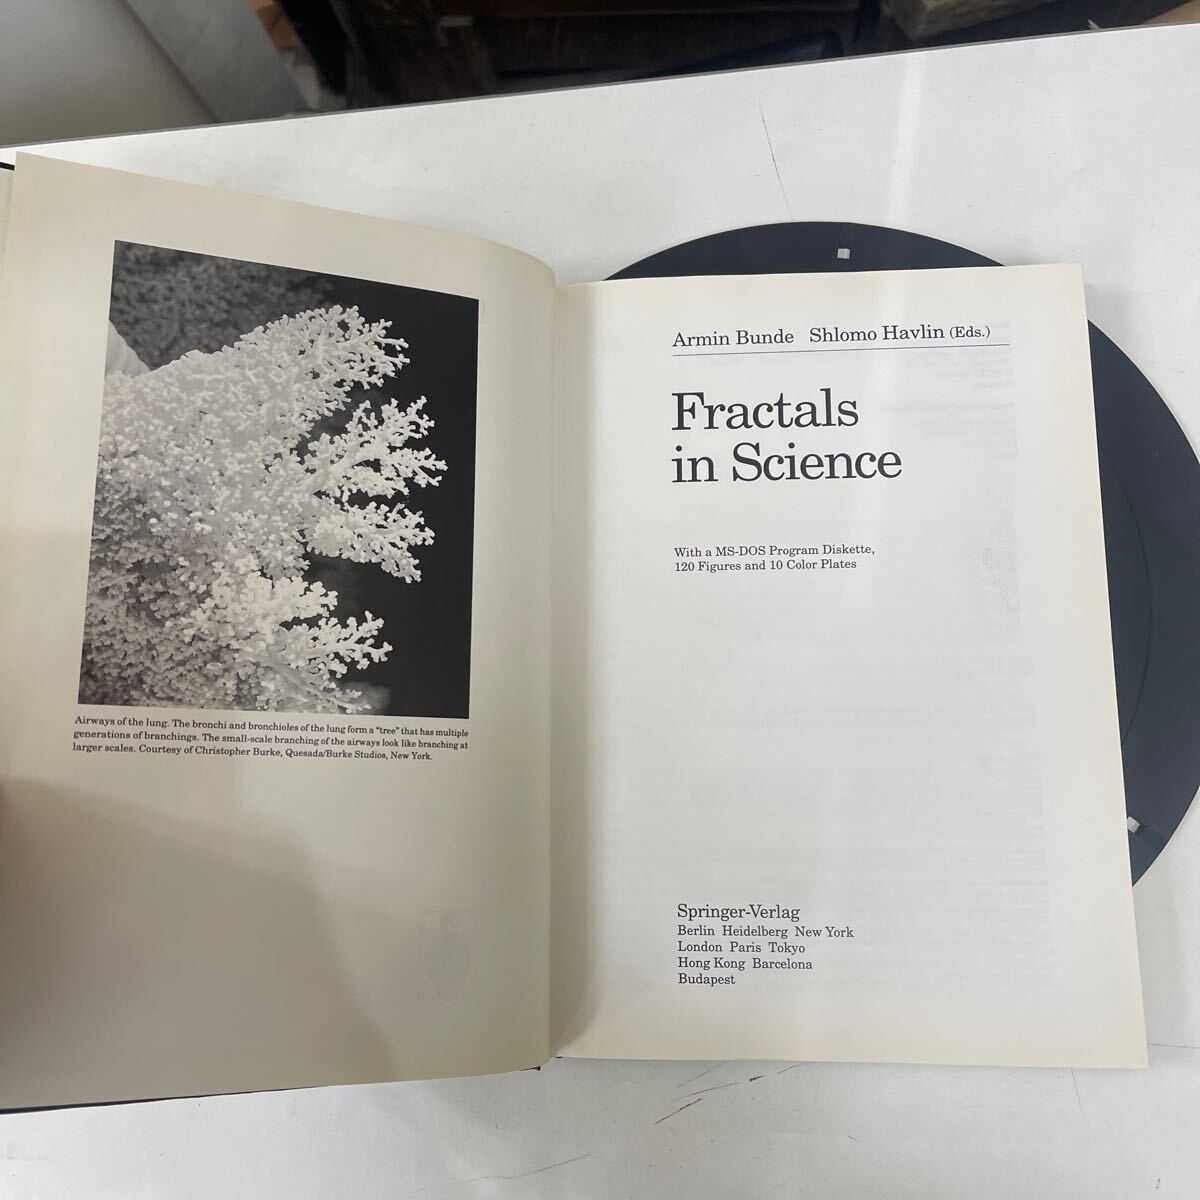 Airways of the lung. The bronchi and bronchioles of the lung form a "tree" that has multiple
generations of branchings. The small-scale branching of the airways look like branching at
larger scales. Courtesy of Christopher Burke, Quesada/Burke Studios, New York.
Armin Bunde Shlomo Havlin (Eds.)
Fractals
in Science
With a MS-DOS Program Diskette,
120 Figures and 10 Color Plates
Springer-Verlag
Berlin Heidelberg New York
London Paris Tokyo
Hong Kong Barcelona
Budapest